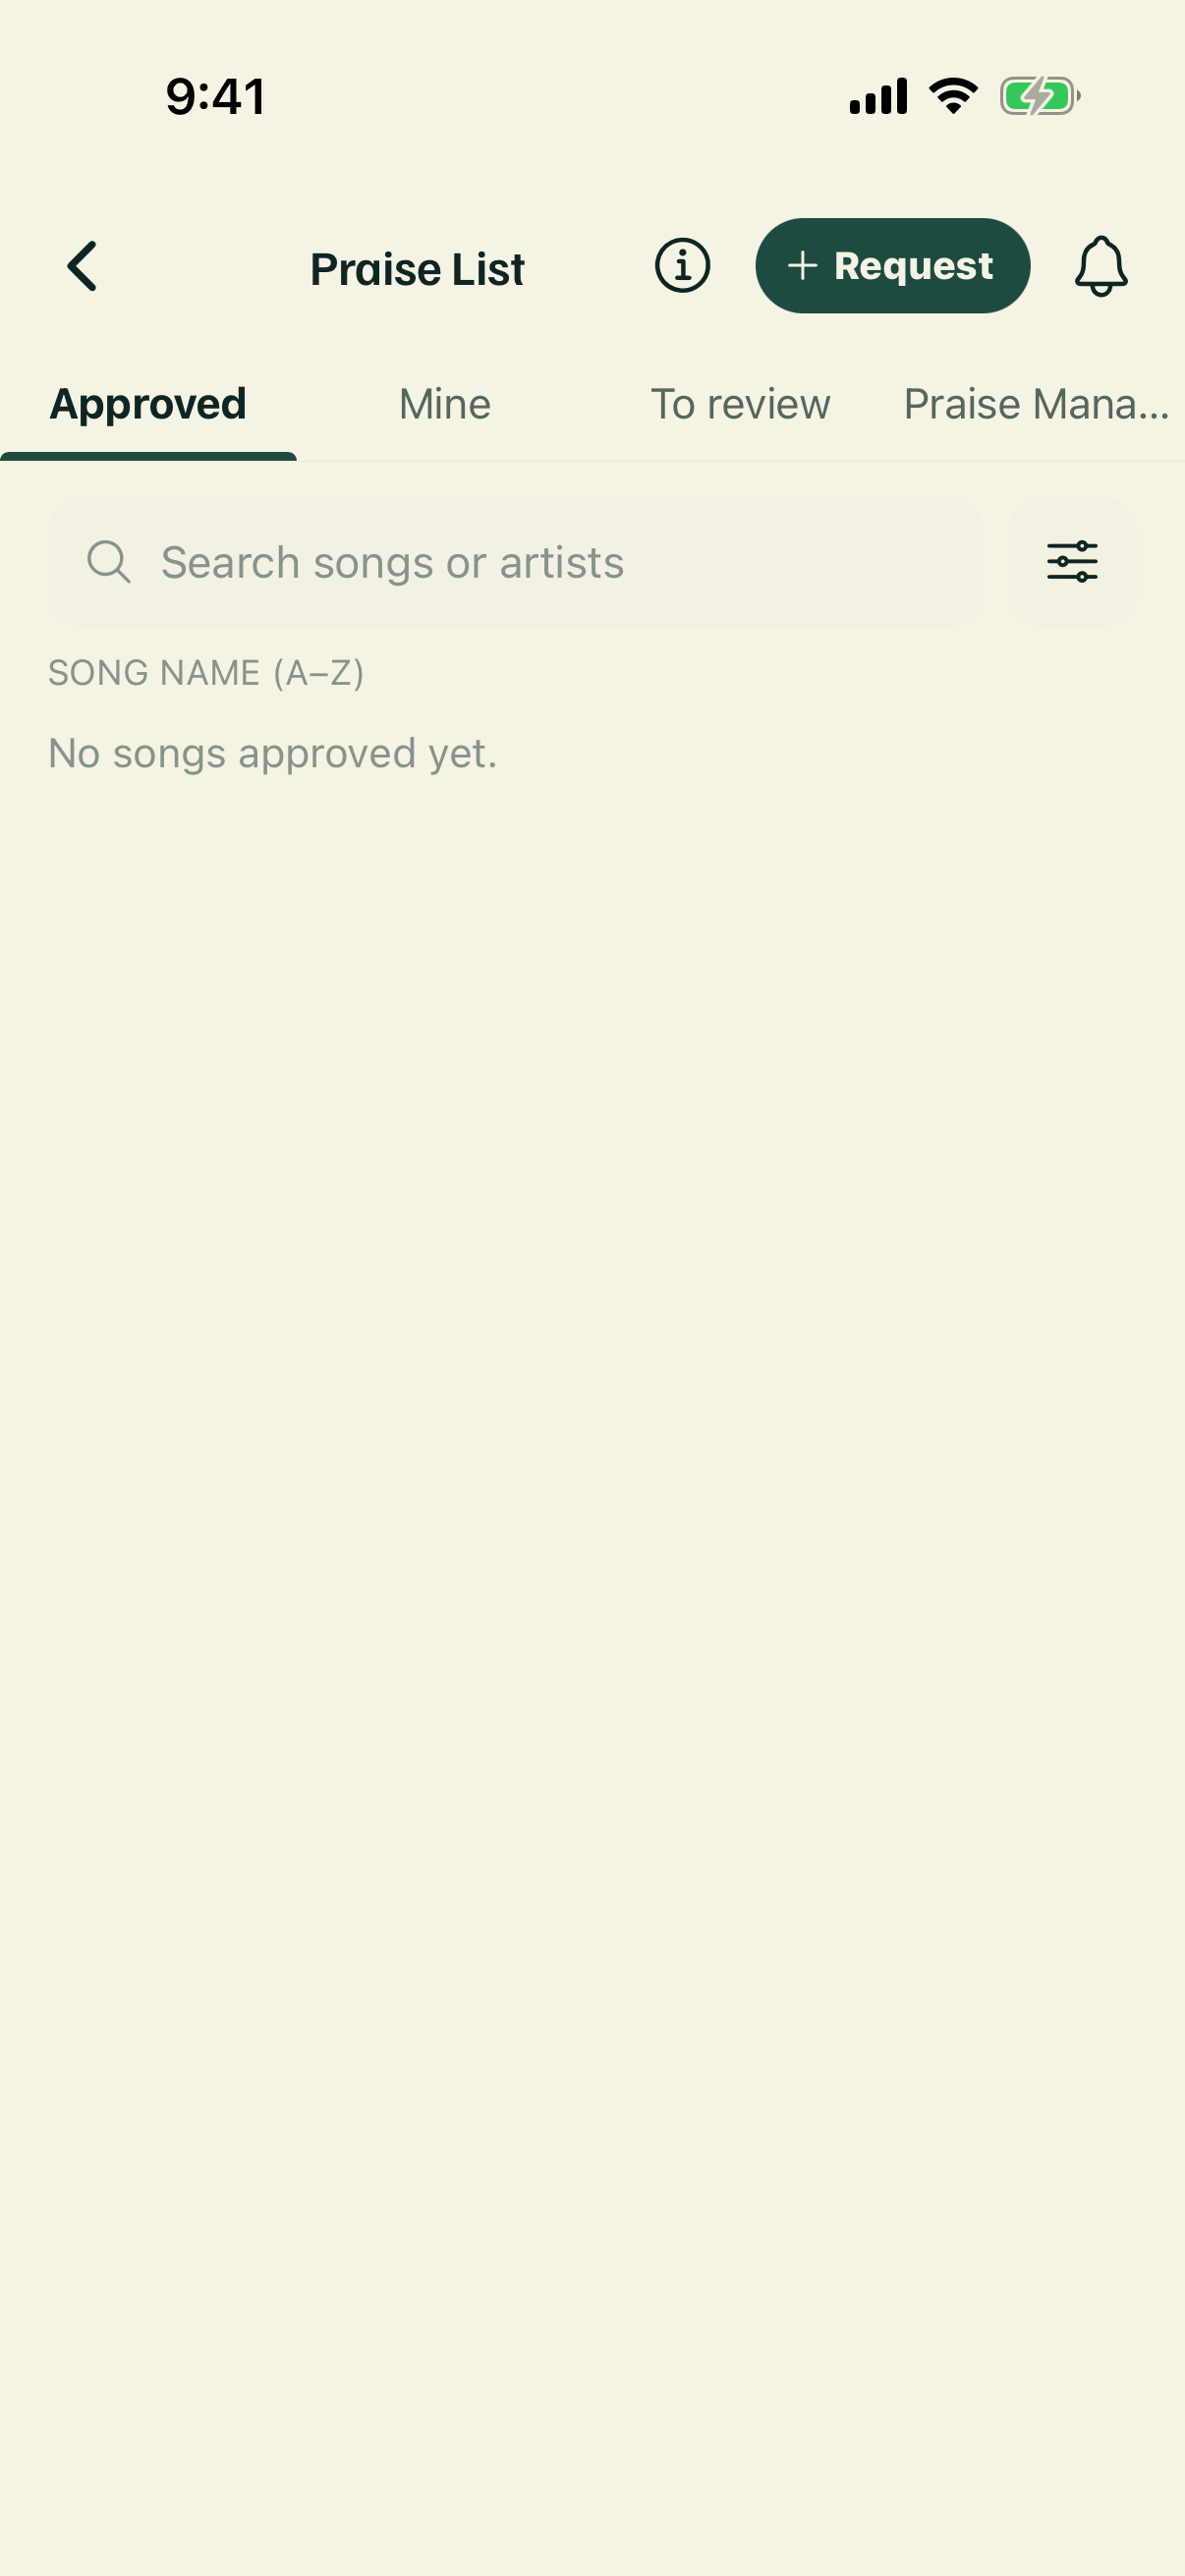 9:41
Praise List
Request
Approved
Mine
To review
Praise Mana...
Search songs or artists
SONG NAME (A–Z)
No songs approved yet.